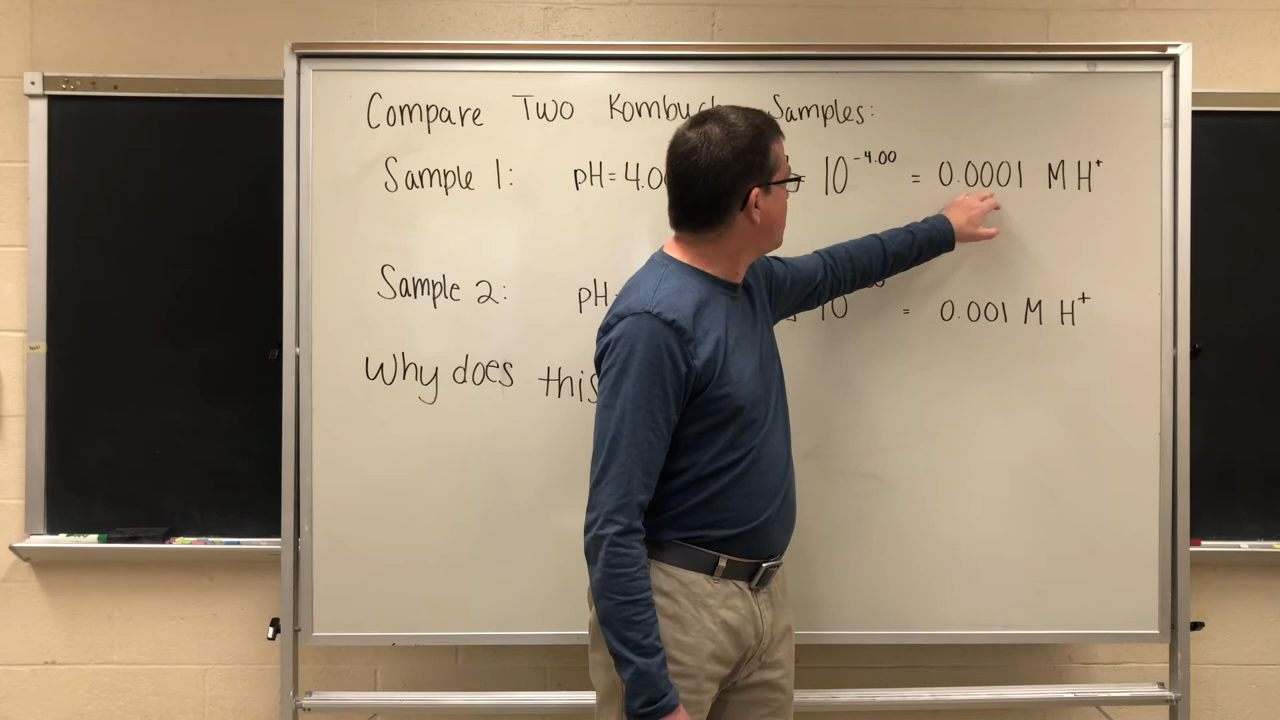 Compare Two Samples:
Sample 1: pH=4.0 10^-4.00 = 0.0001 M H+
Sample 2: pH 10 = 0.001 M H+
Why does this